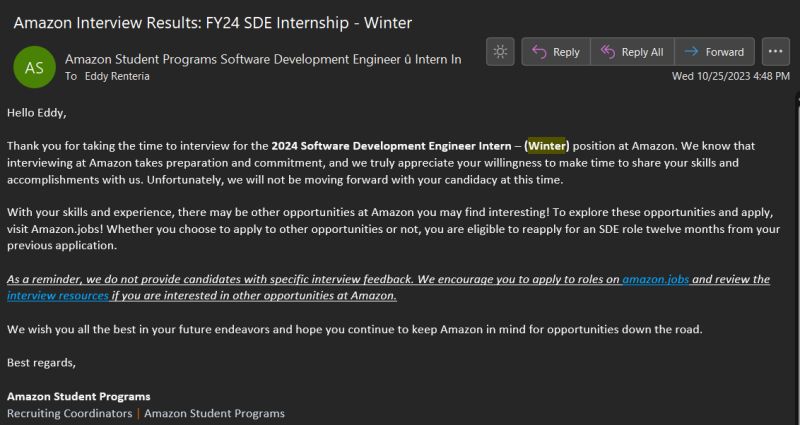 Amazon Interview Results: FY24 SDE Internship - Winter
AS
Amazon Student Programs Software Development Engineer û Intern In
To Eddy Renteria
Reply
Reply All
Forward
Wed 10/25/2023 4:48 PM
Hello Eddy,
Thank you for taking the time to interview for the 2024 Software Development Engineer Intern – (Winter) position at Amazon. We know that
interviewing at Amazon takes preparation and commitment, and we truly appreciate your willingness to make time to share your skills and
accomplishments with us. Unfortunately, we will not be moving forward with your candidacy at this time.
With your skills and experience, there may be other opportunities at Amazon you may find interesting! To explore these opportunities and apply,
visit Amazon.jobs! Whether you choose to apply to other opportunities or not, you are eligible to reapply for an SDE role twelve months from your
previous application.
As a reminder, we do not provide candidates with specific interview feedback. We encourage you to apply to roles on amazon.jobs and review the
interview resources if you are interested in other opportunities at Amazon.
We wish you all the best in your future endeavors and hope you continue to keep Amazon in mind for opportunities down the road.
Best regards,
Amazon Student Programs
Recruiting Coordinators | Amazon Student Programs